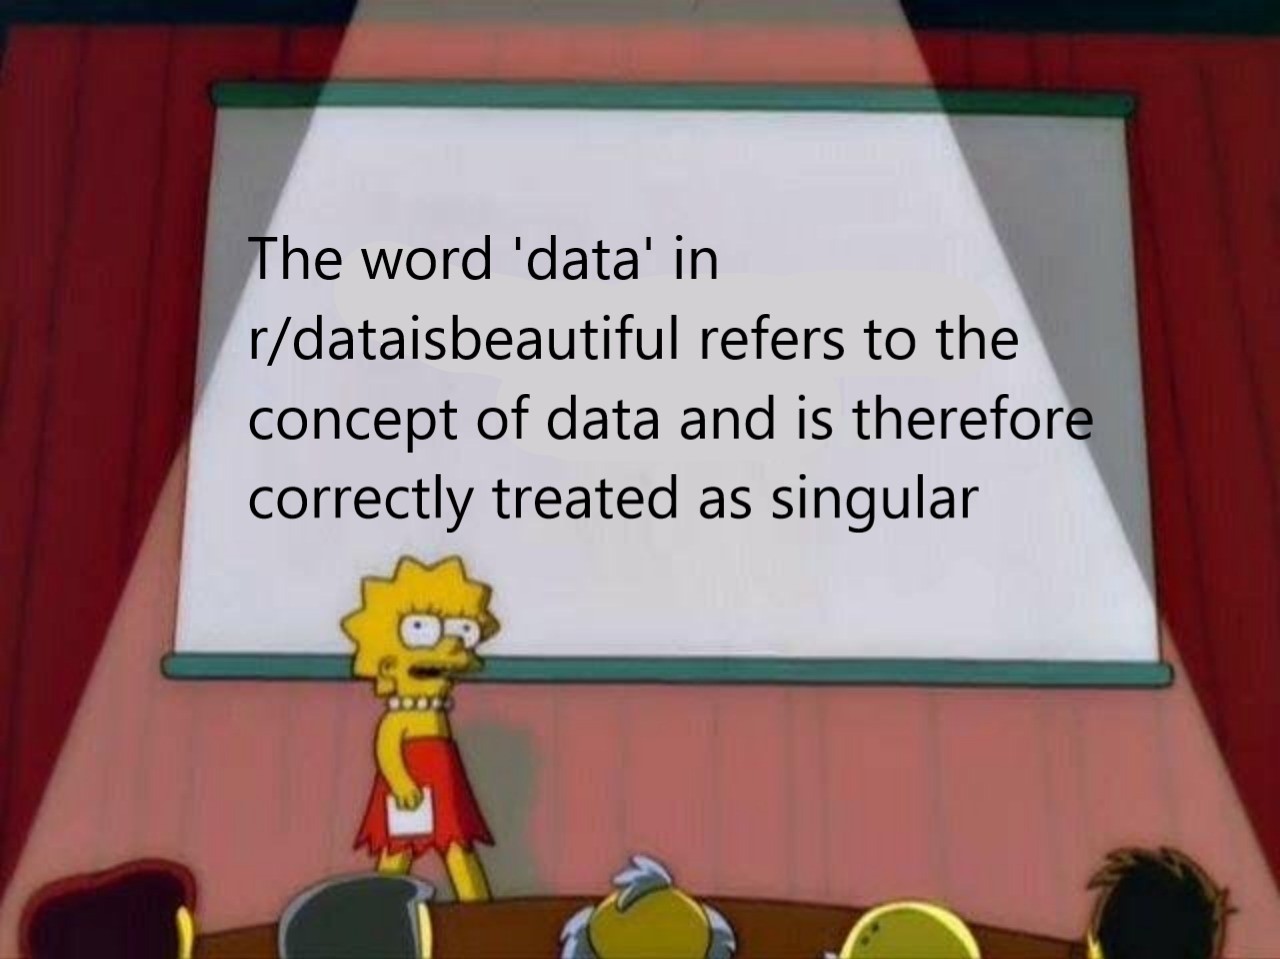 The word 'data' in
r/dataisbeautiful refers to the
concept of data and is therefore
correctly treated as singular